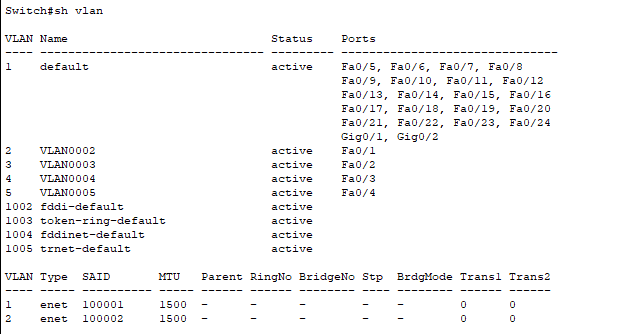 Switch#sh vlan
VLAN Name Status Ports
---- -------------------------------- --------- -------------------------------
1 default active Fa0/5, Fa0/6, Fa0/7, Fa0/8
Fa0/9, Fa0/10, Fa0/11, Fa0/12
Fa0/13, Fa0/14, Fa0/15, Fa0/16
Fa0/17, Fa0/18, Fa0/19, Fa0/20
Fa0/21, Fa0/22, Fa0/23, Fa0/24
Gig0/1, Gig0/2
2 VLAN0002 active Fa0/1
3 VLAN0003 active Fa0/2
4 VLAN0004 active Fa0/3
5 VLAN0005 active Fa0/4
1002 fddi-default active
1003 token-ring-default active
1004 fddinet-default active
1005 trnet-default active
VLAN Type SAID MTU Parent RingNo BridgeNo Stp BrdgMode Trans1 Trans2
---- ----- ---------- ----- ------ ------ -------- ---- -------- ------ ------
1 enet 100001 1500 - - - - - 0 0
2 enet 100002 1500 - - - - - 0 0